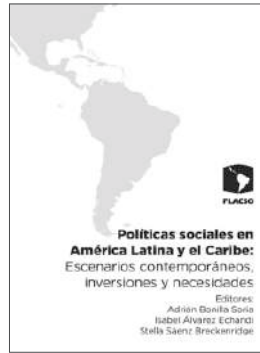 FLACSO
Políticas sociales en
América Latina y el Caribe:
Escenarios contemporáneos,
inversiones y necesidades
Editores:
Adrián Bonilla Soria
Isabel Álvarez Echandi
Stella Sáenz Breckenridge